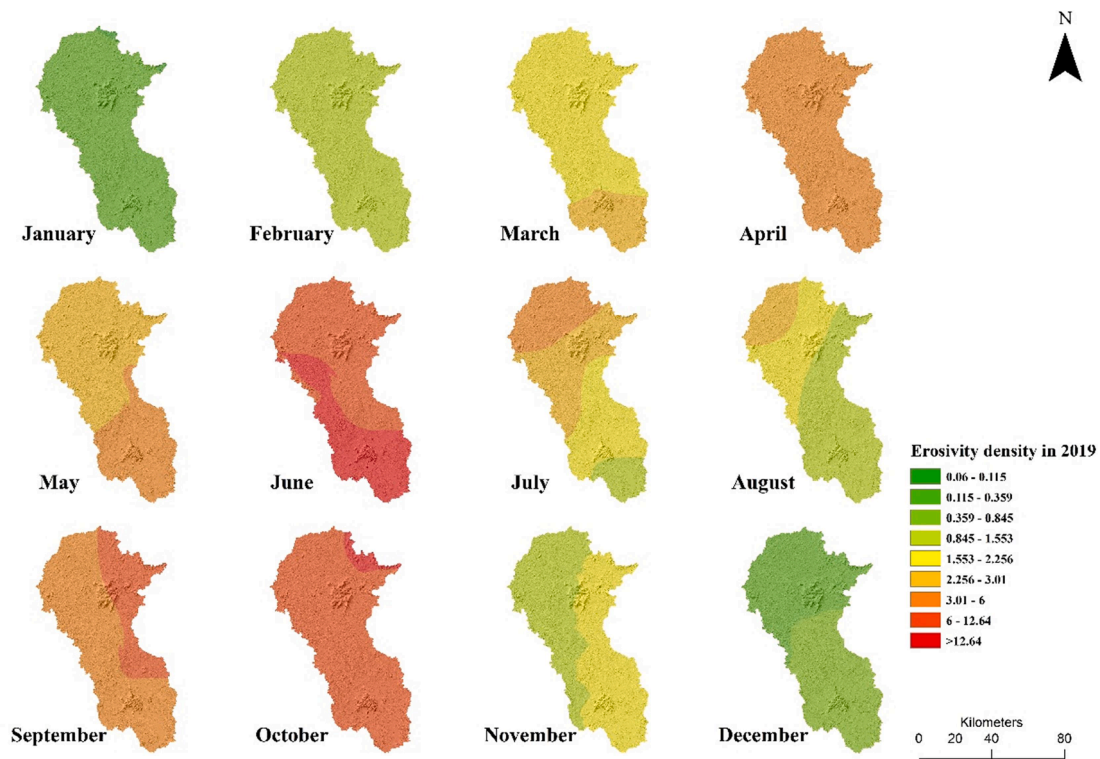 N
January
February
March
April
May
June
July
August
Erosivity density in 2019
0.06 - 0.115
0.115 - 0.359
0.359 - 0.845
0.845 - 1.553
1.553 - 2.256
2.256 - 3.01
3.01 - 6
6 - 12.64
>12.64
September
October
November
December
Kilometers
0 20 40 80